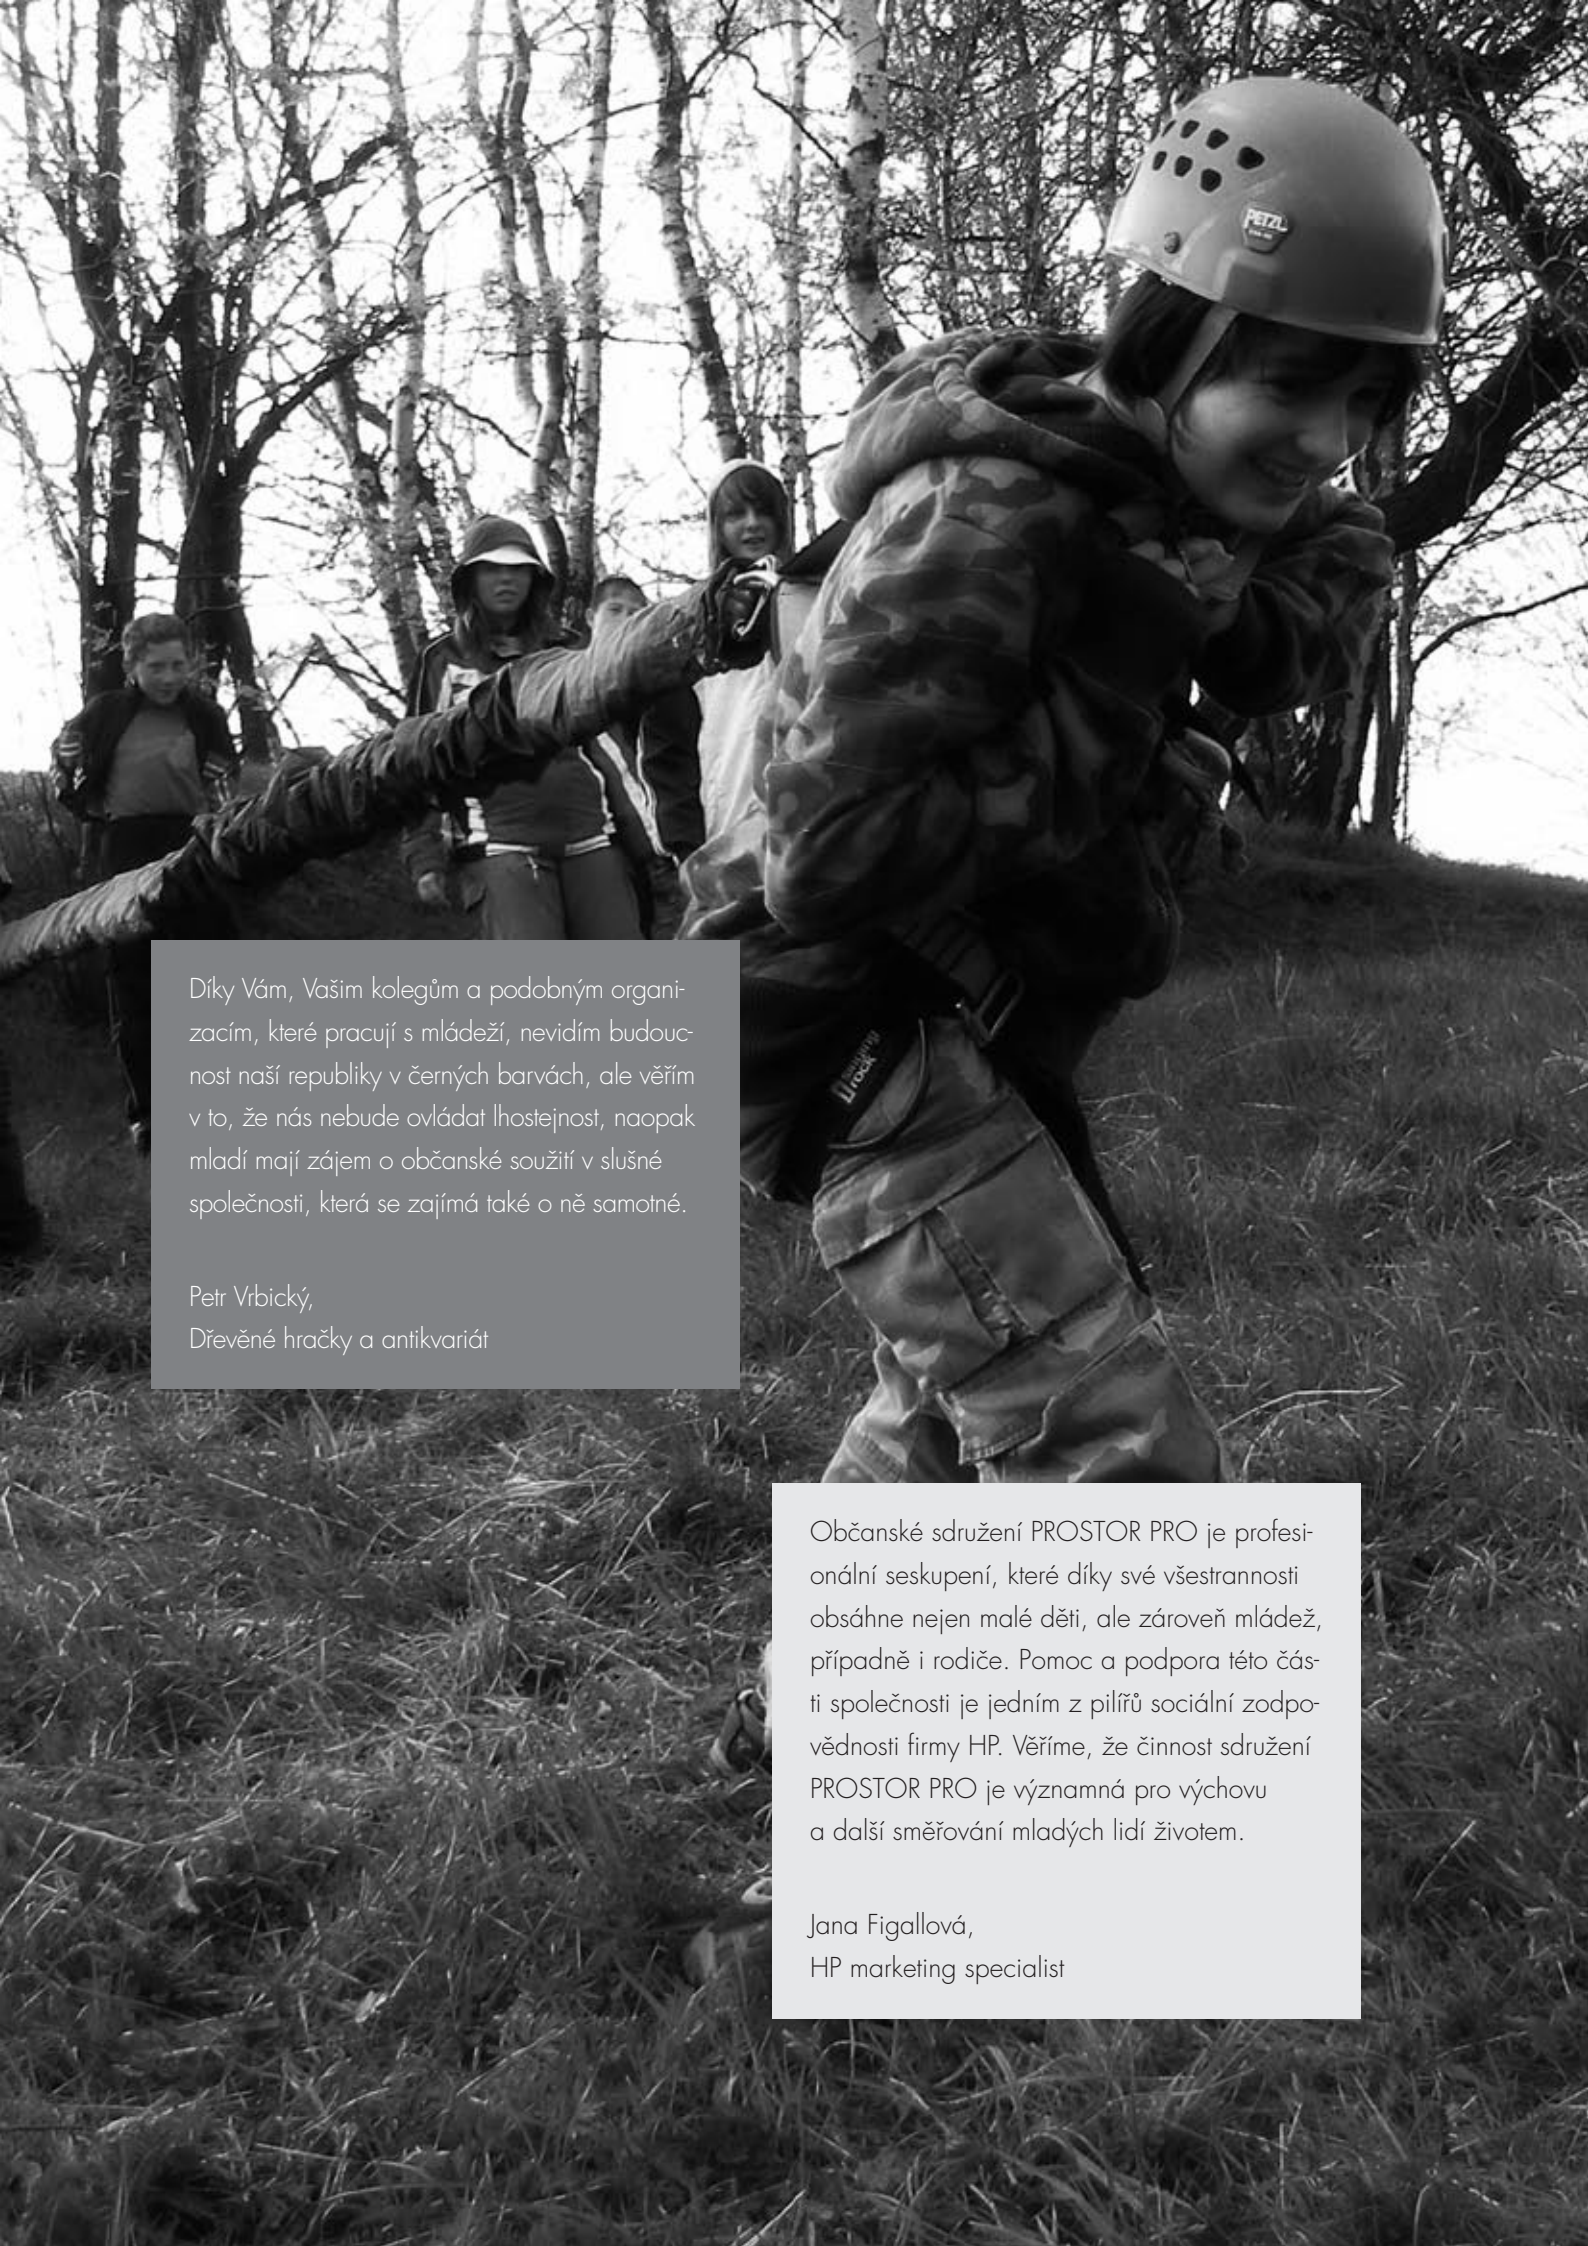 PETZL
Díky Vám, Vašim kolegům a podobným organi-
zacím, které pracují s mládeží, nevidím budouc-
nost naší republiky v černých barvách, ale věřím
v to, že nás nebude ovládat lhostejnost, naopak
mladí mají zájem o občanské soužití v slušné
společnosti, která se zajímá také o ně samotné.
Petr Vrbický,
Dřevěné hračky a antikvariát
rock
Občanské sdružení PROSTOR PRO je profesi-
onální seskupení, které díky své všestrannosti
obsáhne nejen malé děti, ale zároveň mládež,
případně i rodiče. Pomoc a podpora této čás-
ti společnosti je jedním z pilířů sociální zodpo-
vědnosti firmy HP. Věříme, že činnost sdružení
PROSTOR PRO je významná pro výchovu
a další směřování mladých lidí životem.
Jana Figallová,
HP marketing specialist